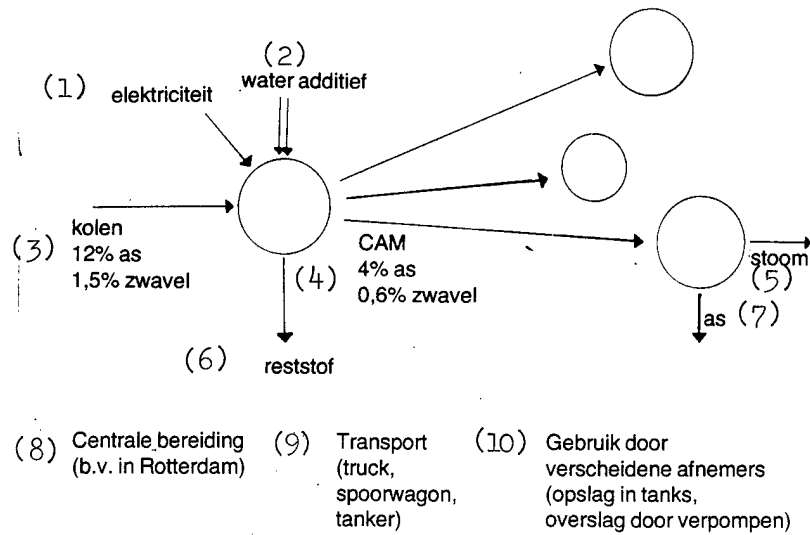 (1) elektriciteit
(2)
water additief
(3) kolen
12% as
1,5% zwavel
(4) CAM
4% as
0,6% zwavel
stoom
(5)
as (7)
(6) reststof
(8) Centrale bereiding
(b.v. in Rotterdam)
(9) Transport
(truck,
spoorwagon,
tanker)
(10) Gebruik door
verscheidene afnemers
(opslag in tanks,
overslag door verpompen)